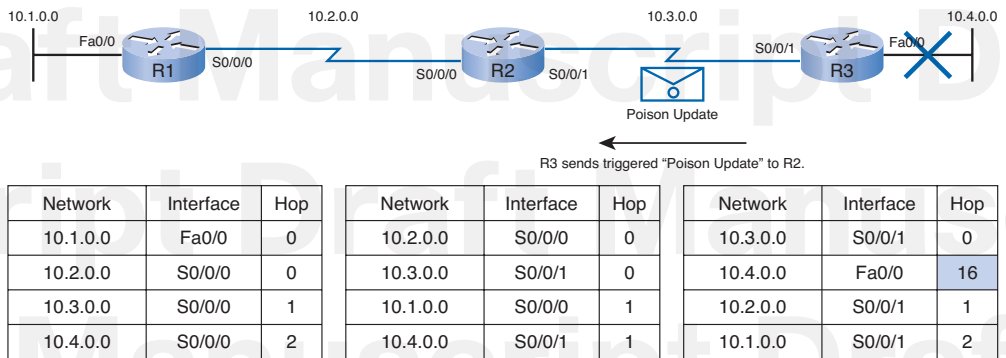 10.1.0.0 10.2.0.0 10.3.0.0 10.4.0.0
Fa0/0 S0/0/1 Fa0/0
R1 S0/0/0 S0/0/0 R2 S0/0/1 R3
Poison Update
R3 sends triggered “Poison Update” to R2.
Network Interface Hop Network Interface Hop Network Interface Hop
10.1.0.0 Fa0/0 0 10.2.0.0 S0/0/0 0 10.3.0.0 S0/0/1 0
10.2.0.0 S0/0/0 0 10.3.0.0 S0/0/1 0 10.4.0.0 Fa0/0 16
10.3.0.0 S0/0/0 1 10.1.0.0 S0/0/0 1 10.2.0.0 S0/0/1 1
10.4.0.0 S0/0/0 2 10.4.0.0 S0/0/1 1 10.1.0.0 S0/0/1 2
raft Manuscript D
cript Draft Manus
Manuscript Draf